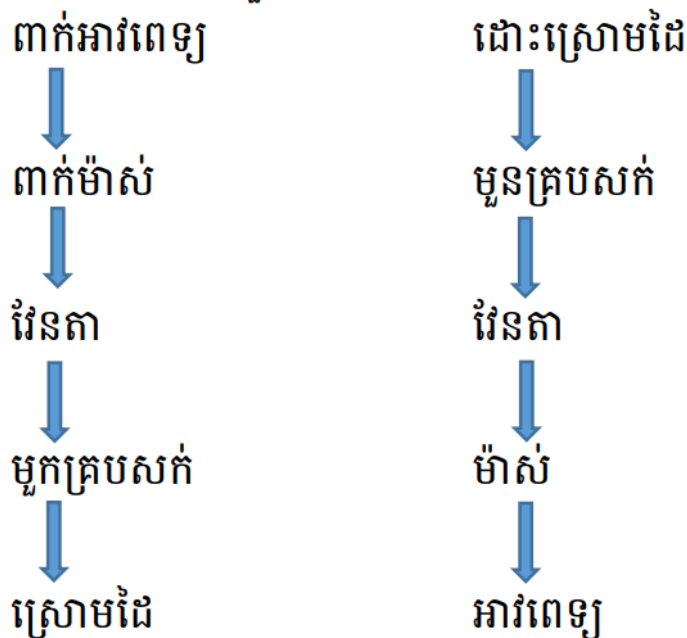 ពាក់អាវពេទ្យ
ពាក់ម៉ាស់
វ៉ែនតា
មួកគ្របសក់
ស្រោមដៃ
ដោះស្រោមដៃ
មួនគ្របសក់
វ៉ែនតា
ម៉ាស់
អាវពេទ្យ